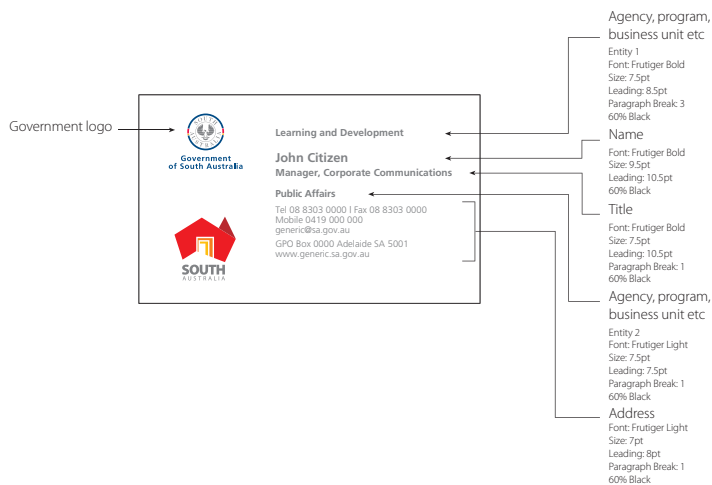 Government logo
SOUTH
AUSTRALIA
Government
of South Australia
SOUTH
AUSTRALIA
Learning and Development
John Citizen
Manager, Corporate Communications
Public Affairs
Tel 08 8303 0000 l Fax 08 8303 0000
Mobile 0419 000 000
generic@sa.gov.au
GPO Box 0000 Adelaide SA 5001
www.generic.sa.gov.au
Agency, program,
business unit etc
Entity 1
Font: Frutiger Bold
Size: 7.5pt
Leading: 8.5pt
Paragraph Break: 3
60% Black
Name
Font: Frutiger Bold
Size: 9.5pt
Leading: 10.5pt
60% Black
Title
Font: Frutiger Bold
Size: 7.5pt
Leading: 10.5pt
Paragraph Break: 1
60% Black
Agency, program,
business unit etc
Entity 2
Font: Frutiger Light
Size: 7.5pt
Leading: 7.5pt
Paragraph Break: 1
60% Black
Address
Font: Frutiger Light
Size: 7pt
Leading: 8pt
Paragraph Break: 1
60% Black